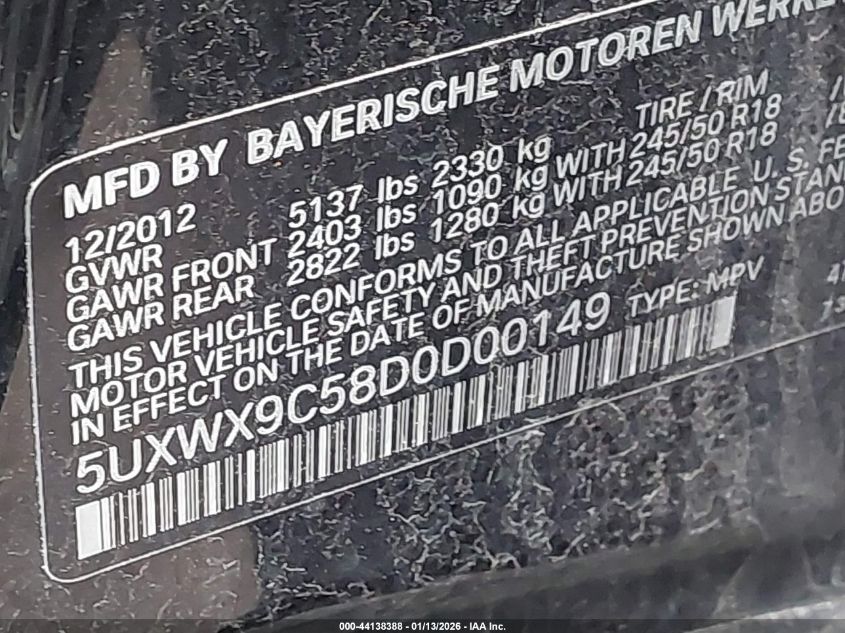 MFD BY BAYERISCHE MOTOREN WERKE
12/2012
GVWR 5137 lbs 2330 kg TIRE / RIM
GAWR FRONT 2403 lbs 1090 kg WITH 245/50 R18
GAWR REAR 2822 lbs 1280 kg WITH 245/50 R18
THIS VEHICLE CONFORMS TO ALL APPLICABLE U. S. FE
MOTOR VEHICLE SAFETY AND THEFT PREVENTION STAN
IN EFFECT ON THE DATE OF MANUFACTURE SHOWN ABO
5UXWX9C58D0D00149 TYPE: MPV
000-44138388 - 01/13/2026 - IAA Inc.